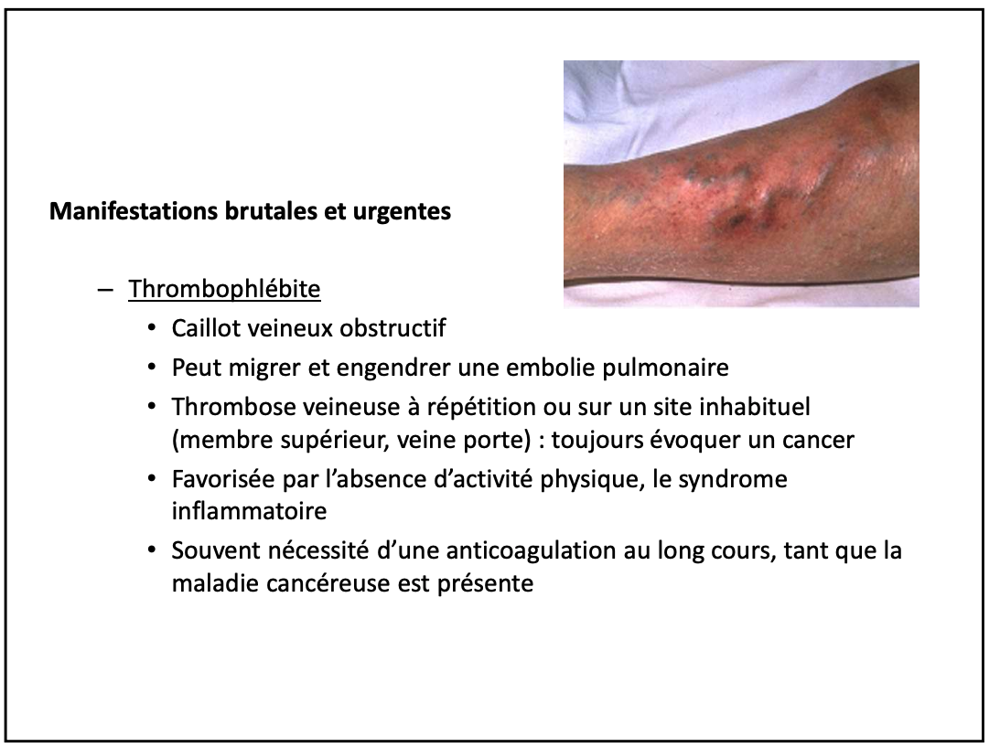 Manifestations brutales et urgentes
– Thrombophlébite
• Caillot veineux obstructif
• Peut migrer et engendrer une embolie pulmonaire
• Thrombose veineuse à répétition ou sur un site inhabituel
(membre supérieur, veine porte) : toujours évoquer un cancer
• Favorisée par l’absence d’activité physique, le syndrome
inflammatoire
• Souvent nécessité d’une anticoagulation au long cours, tant que la
maladie cancéreuse est présente